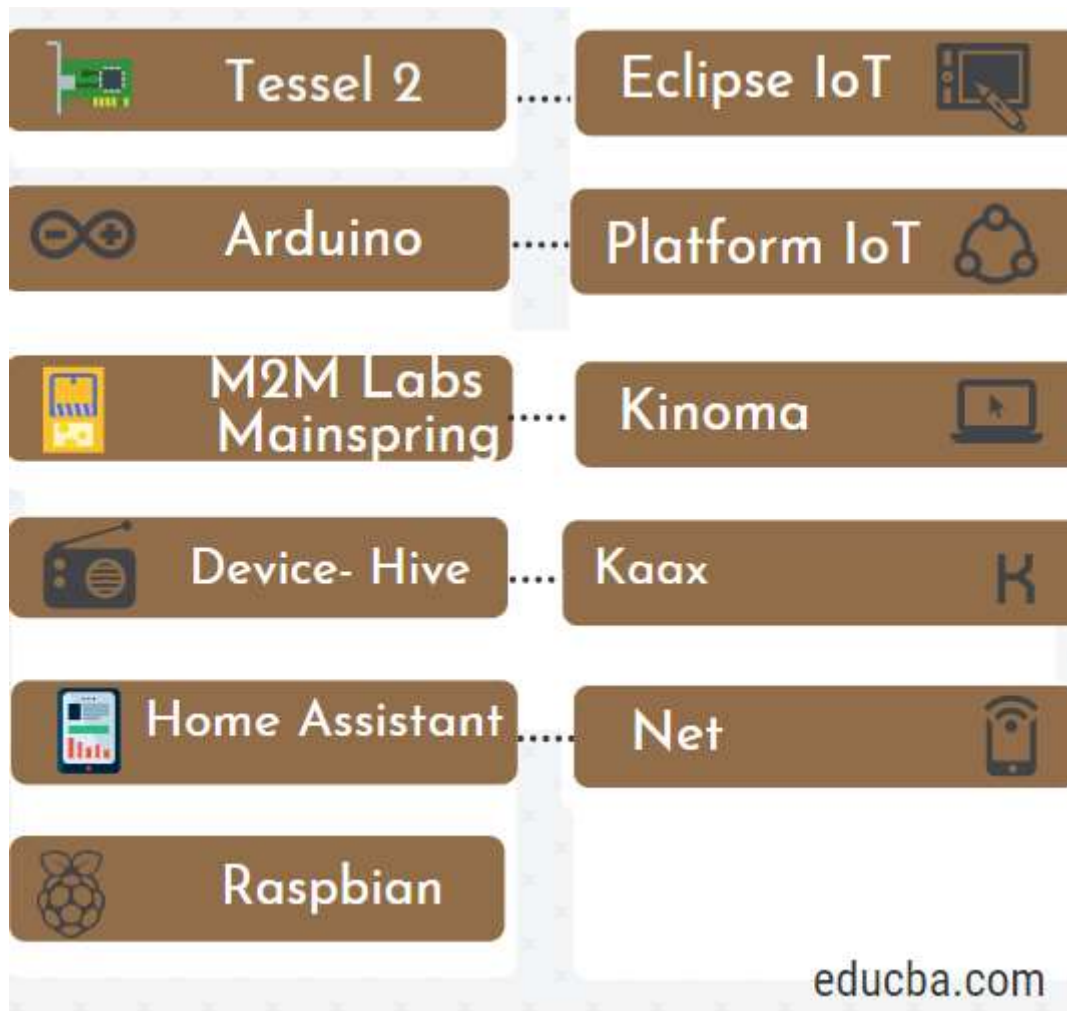 Tessel 2
Eclipse IoT
Arduino
Platform IoT
M2M Labs
Mainspring
Kinoma
Device- Hive
Kaax
K
Home Assistant
Net
Raspbian
educba.com